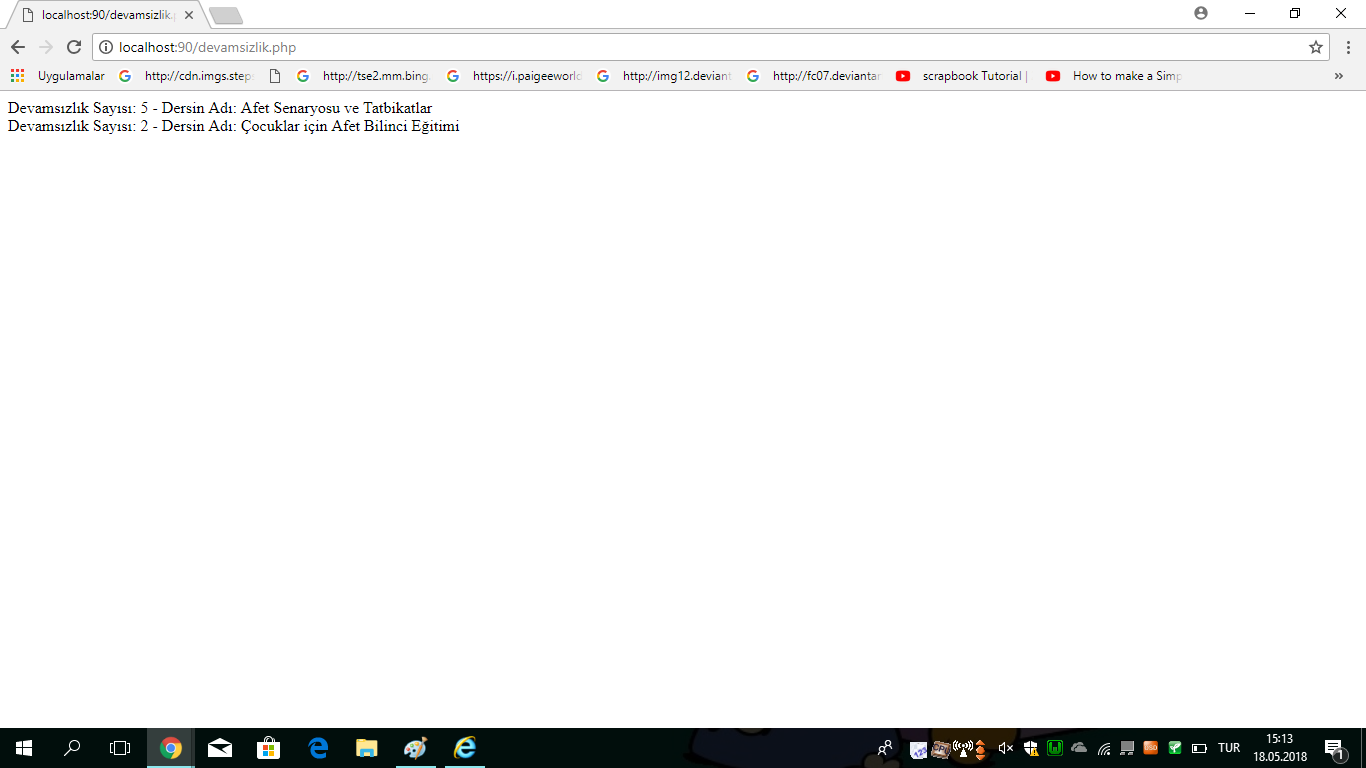 localhost:90/devamsizlik.p
localhost:90/devamsizlik.php
Uygulamalar
http://cdn.imgs.steps
http://tse2.mm.bing.
https://i.paigeeworld
http://img12.deviant
http://fc07.deviantar
scrapbook Tutorial |
How to make a Simp
Devamsızlık Sayısı: 5 - Dersin Adı: Afet Senaryosu ve Tatbikatlar
Devamsızlık Sayısı: 2 - Dersin Adı: Çocuklar için Afet Bilinci Eğitimi
TUR
15:13
18.05.2018
1